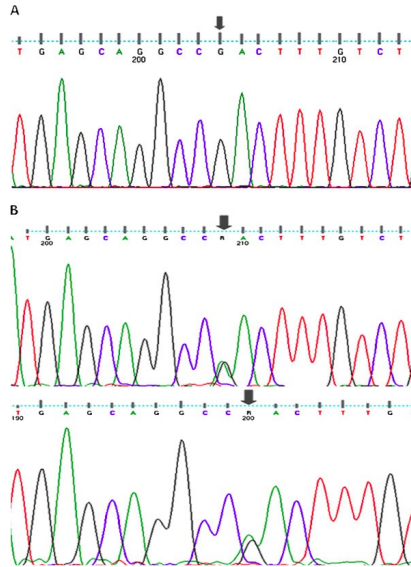 A
T G A G C A G G C C G A C T T T G T C T
200 210
B
A T G A G C A G G C C R A C T T T G T C T
200 210
T G A G C A G G C C R A C T T T G
190 200